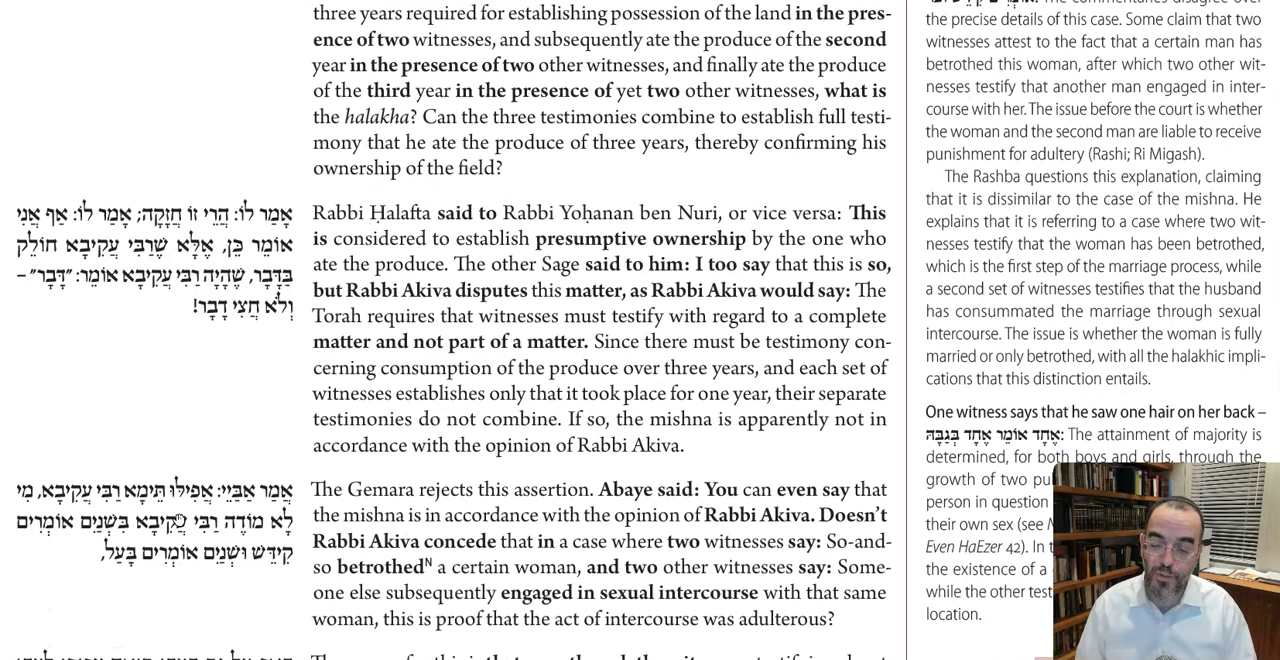 three years required for establishing possession of the land in the pres-
ence of two witnesses, and subsequently ate the produce of the second
year in the presence of two other witnesses, and finally ate the produce
of the third year in the presence of yet two other witnesses, what is
the halakha? Can the three testimonies combine to establish full testi-
mony that he ate the produce of three years, thereby confirming his
ownership of the field?
אָמַר לוֹ: הֲרֵי זוֹ חֲזָקָה; אָמַר לוֹ: אַף אֲנִי
אוֹמֵר כֵּן, אֶלָּא שֶׁרַבִּי עֲקִיבָא חוֹלֵק
בַּדָּבָר, שֶׁהָיָה רַבִּי עֲקִיבָא אוֹמֵר: ״דָּבָר״ –
וְלֹא חֲצִי דָבָר!
Rabbi Ḥalafta said to Rabbi Yoḥanan ben Nuri, or vice versa: This
is considered to establish presumptive ownership by the one who
ate the produce. The other Sage said to him: I too say that this is so,
but Rabbi Akiva disputes this matter, as Rabbi Akiva would say: The
Torah requires that witnesses must testify with regard to a complete
matter and not part of a matter. Since there must be testimony con-
cerning consumption of the produce over three years, and each set of
witnesses establishes only that it took place for one year, their separate
testimonies do not combine. If so, the mishna is apparently not in
accordance with the opinion of Rabbi Akiva.
אָמַר אַבַּיֵי: אֲפִילּוּ תֵּימָא רַבִּי עֲקִיבָא, מִי
לָא מוֹדֶה רַבִּי עֲקִיבָא בִּשְׁנַיִם אוֹמְרִים
קִידֵּשׁ וּשְׁנַיִם אוֹמְרִים בָּעַל,
The Gemara rejects this assertion. Abaye said: You can even say that
the mishna is in accordance with the opinion of Rabbi Akiva. Doesn't
Rabbi Akiva concede that in a case where two witnesses say: So-and-
so betrothedᴺ a certain woman, and two other witnesses say: Some-
one else subsequently engaged in sexual intercourse with that same
woman, this is proof that the act of intercourse was adulterous?
the precise details of this case. Some claim that two
witnesses attest to the fact that a certain man has
betrothed this woman, after which two other wit-
nesses testify that another man engaged in inter-
course with her. The issue before the court is whether
the woman and the second man are liable to receive
punishment for adultery (Rashi; Ri Migash).
The Rashba questions this explanation, claiming
that it is dissimilar to the case of the mishna. He
explains that it is referring to a case where two wit-
nesses testify that the woman has been betrothed,
which is the first step of the marriage process, while
a second set of witnesses testifies that the husband
has consummated the marriage through sexual
intercourse. The issue is whether the woman is fully
married or only betrothed, with all the halakhic impli-
cations that this distinction entails.
One witness says that he saw one hair on her back –
אֶחָד אוֹמֵר אֶחָד בְּגַבָּהּ: The attainment of majority is
determined, for both boys and girls, through the
growth of two pu
person in question
their own sex (see
Even HaEzer 42). In t
the existence of a
while the other test
location.